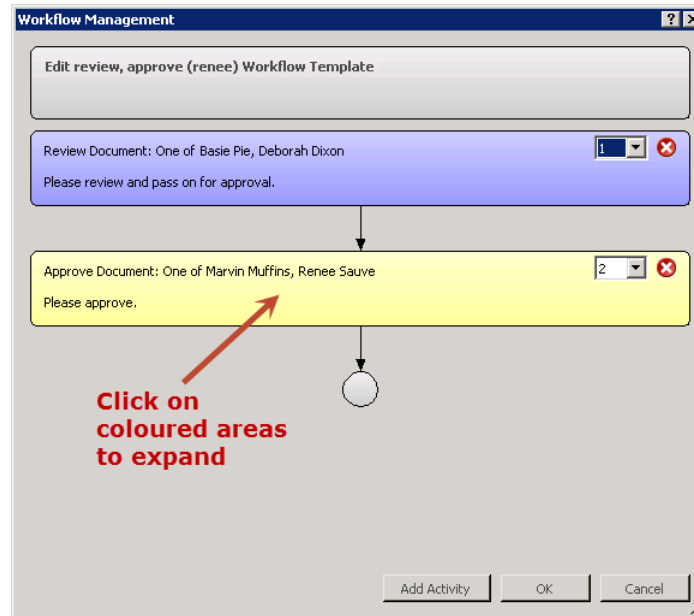 Workflow Management
Edit review, approve (renee) Workflow Template
Review Document: One of Basie Pie, Deborah Dixon
1
Please review and pass on for approval.
Approve Document: One of Marvin Muffins, Renee Sauve
2
Please approve.
Click on
coloured areas
to expand
Add Activity
OK
Cancel